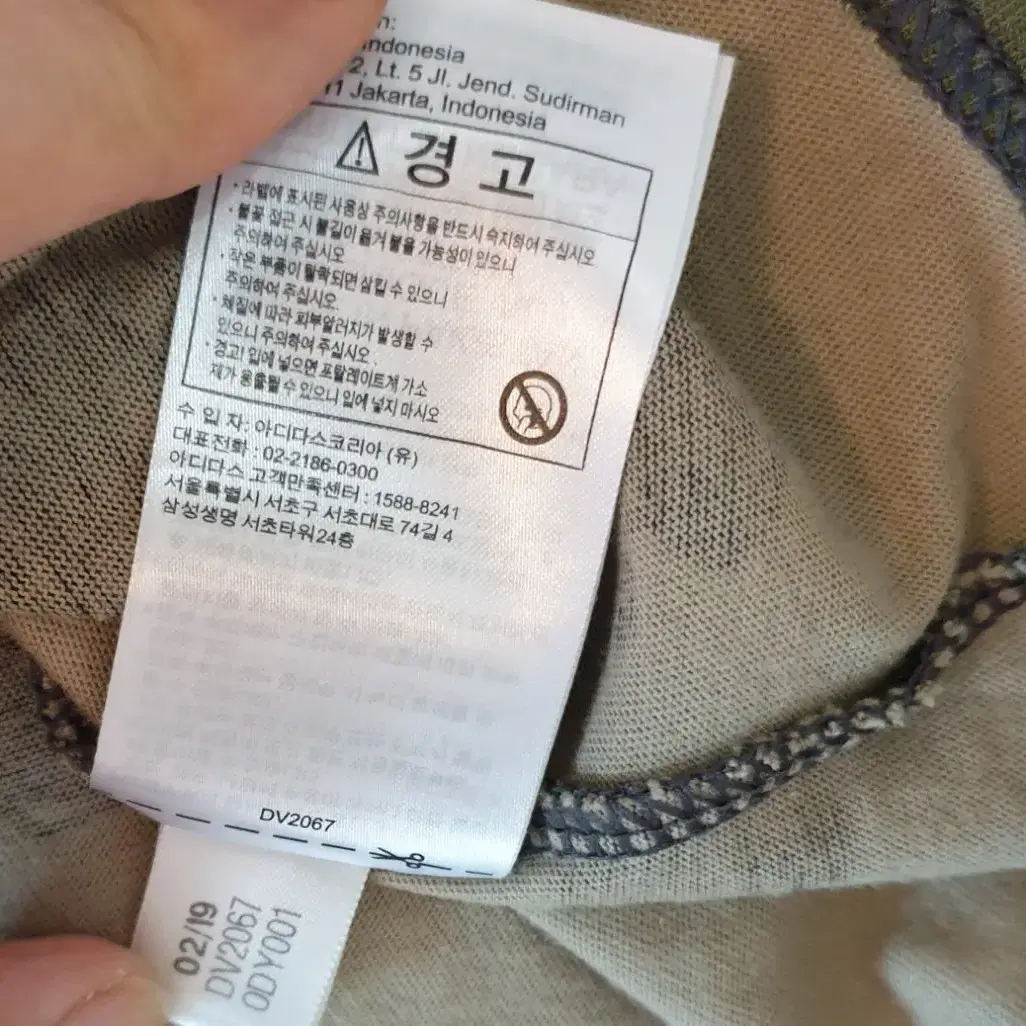 n:
Indonesia
2, Lt. 5 Jl. Jend. Sudirman
11 Jakarta, Indonesia
경고
· 라벨에 표시된 사용상 주의사항을 반드시 숙지하여 주십시오
· 불꽃 접근 시 불길이 옮겨 붙을 가능성이 있으니
주의하여 주십시오
· 작은 부품이 탈락되면 삼킬 수 있으니
주의하여 주십시오.
· 체질에 따라 피부알러지가 발생할 수
있으니 주의하여 주십시오.
· 경고! 입에 넣으면 프탈레이트계 가소
제가 용출될 수 있으니 입에 넣지 마시오
수 입 자: 아디다스코리아 (유)
대표전화 : 02-2186-0300
아디다스 고객만족센터 : 1588-8241
서울특별시 서초구 서초대로 74길 4
삼성생명 서초타워24층
DV2067
02/19
DV2067
0DY001